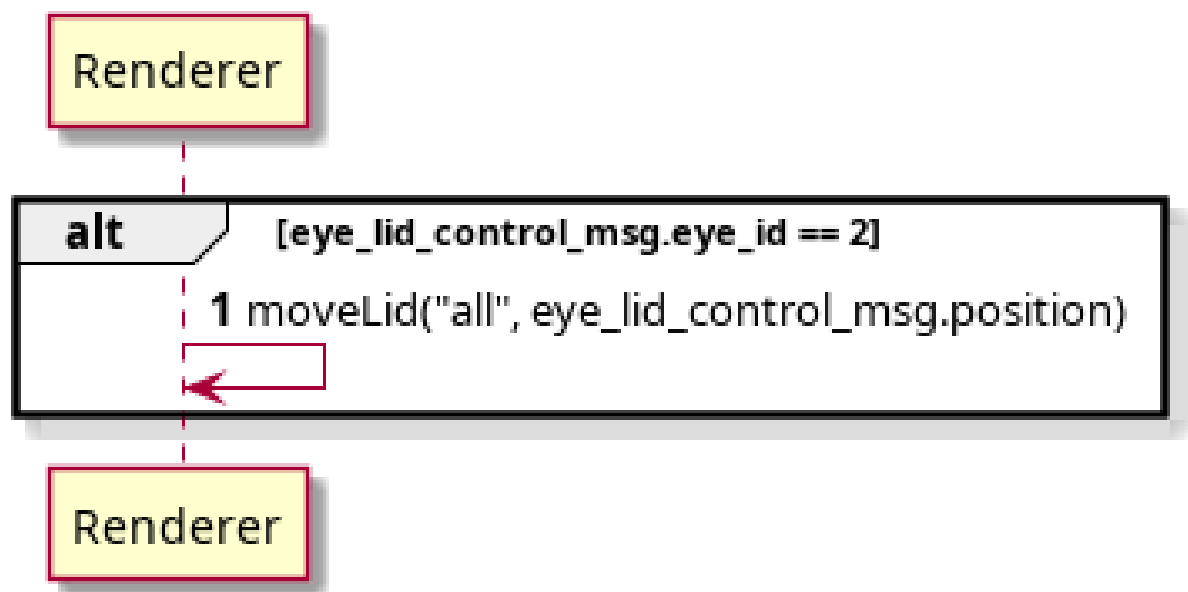 Renderer
alt [eye_lid_control_msg.eye_id == 2]
1 moveLid("all", eye_lid_control_msg.position)
Renderer